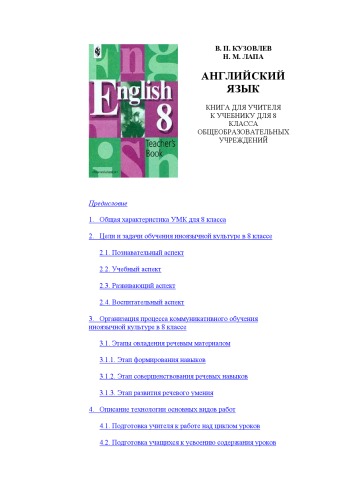 В. П. КУЗОВЛЕВ
Н. М. ЛАПА
АНГЛИЙСКИЙ
ЯЗЫК
КНИГА ДЛЯ УЧИТЕЛЯ
К УЧЕБНИКУ ДЛЯ 8
КЛАССА
ОБЩЕОБРАЗОВАТЕЛЬНЫХ
УЧРЕЖДЕНИЙ
English
8
Teacher's
Book
Предисловие
1. Общая характеристика УМК для 8 класса
2. Цели и задачи обучения иноязычной культуре в 8 классе
2.1. Познавательный аспект
2.2. Учебный аспект
2.3. Развивающий аспект
2.4. Воспитательный аспект
3. Организация процесса коммуникативного обучения
иноязычной культуре в 8 классе
3.1. Этапы овладения речевым материалом
3.1.1. Этап формирования навыков
3.1.2. Этап совершенствования речевых навыков
3.1.3. Этап развития речевого умения
4. Описание технологии основных видов работ
4.1. Подготовка учителя к работе над циклом уроков
4.2. Подготовка учащихся к усвоению содержания уроков